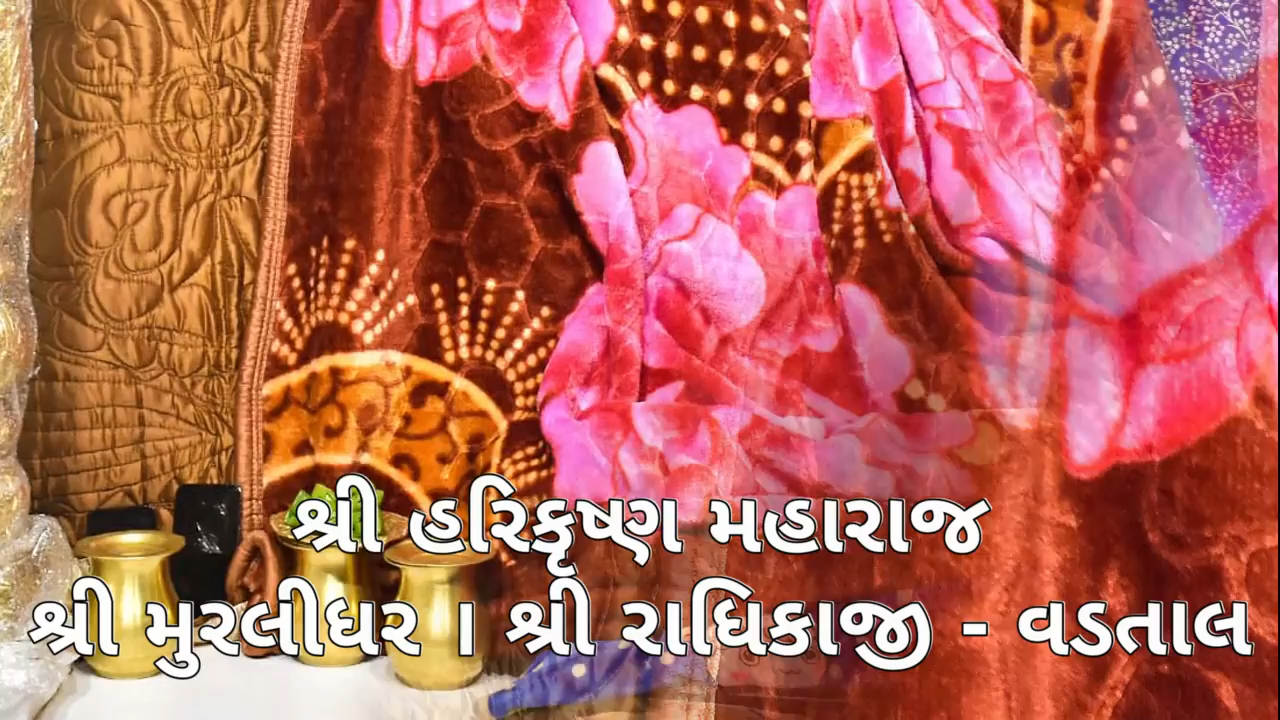 શ્રી હરિકૃષ્ણ મહારાજ
શ્રી મુરલીધર । શ્રી રાધિકાજી - વડતાલ